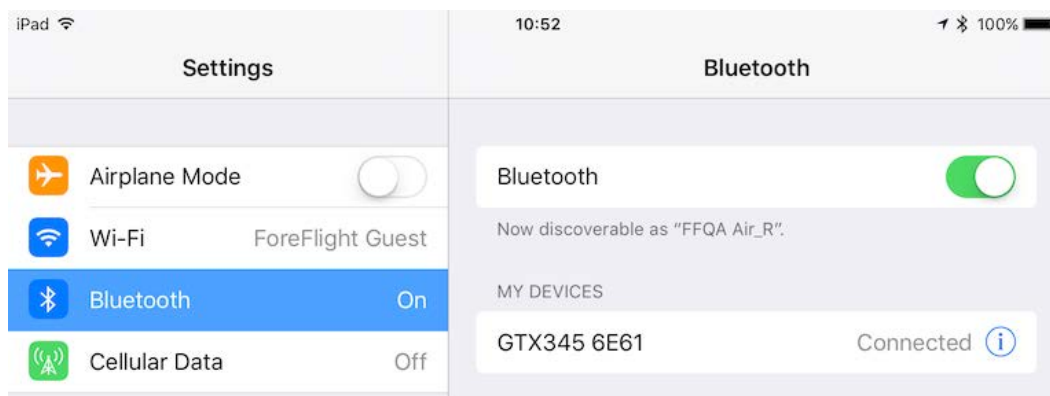 iPad 10:52 100%
Settings
Bluetooth
Airplane Mode
Wi-Fi ForeFlight Guest
Bluetooth On
Cellular Data Off
Bluetooth
Now discoverable as “FFQA Air_R”.
MY DEVICES
GTX345 6E61 Connected